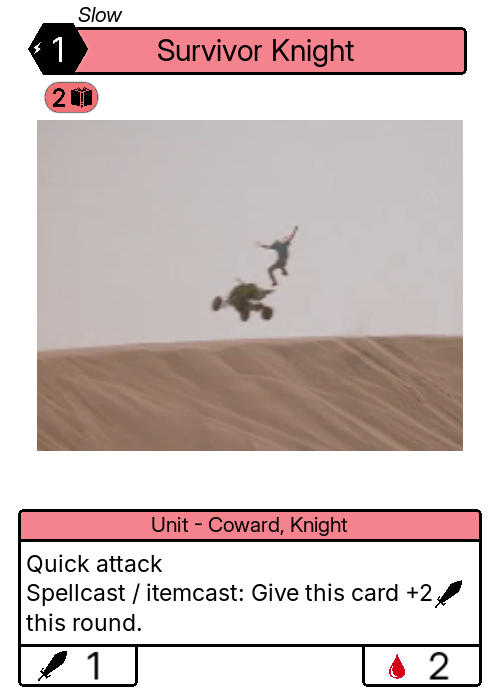 Slow
1
Survivor Knight
2
Unit - Coward, Knight
Quick attack
Spellcast / itemcast: Give this card +2
this round.
1
2